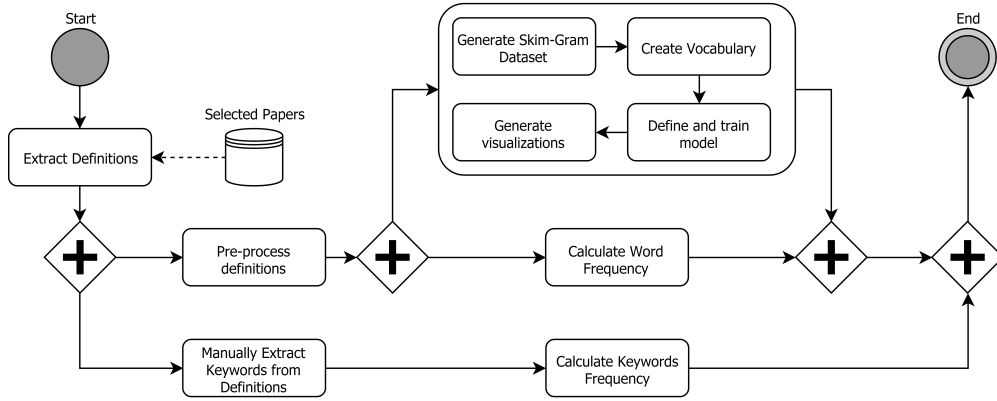 Start
End
Generate Skim-Gram
Dataset
Create Vocabulary
Selected Papers
Generate
visualizations
Define and train
model
Extract Definitions
Pre-process
definitions
Calculate Word
Frequency
Manually Extract
Keywords from
Definitions
Calculate Keywords
Frequency